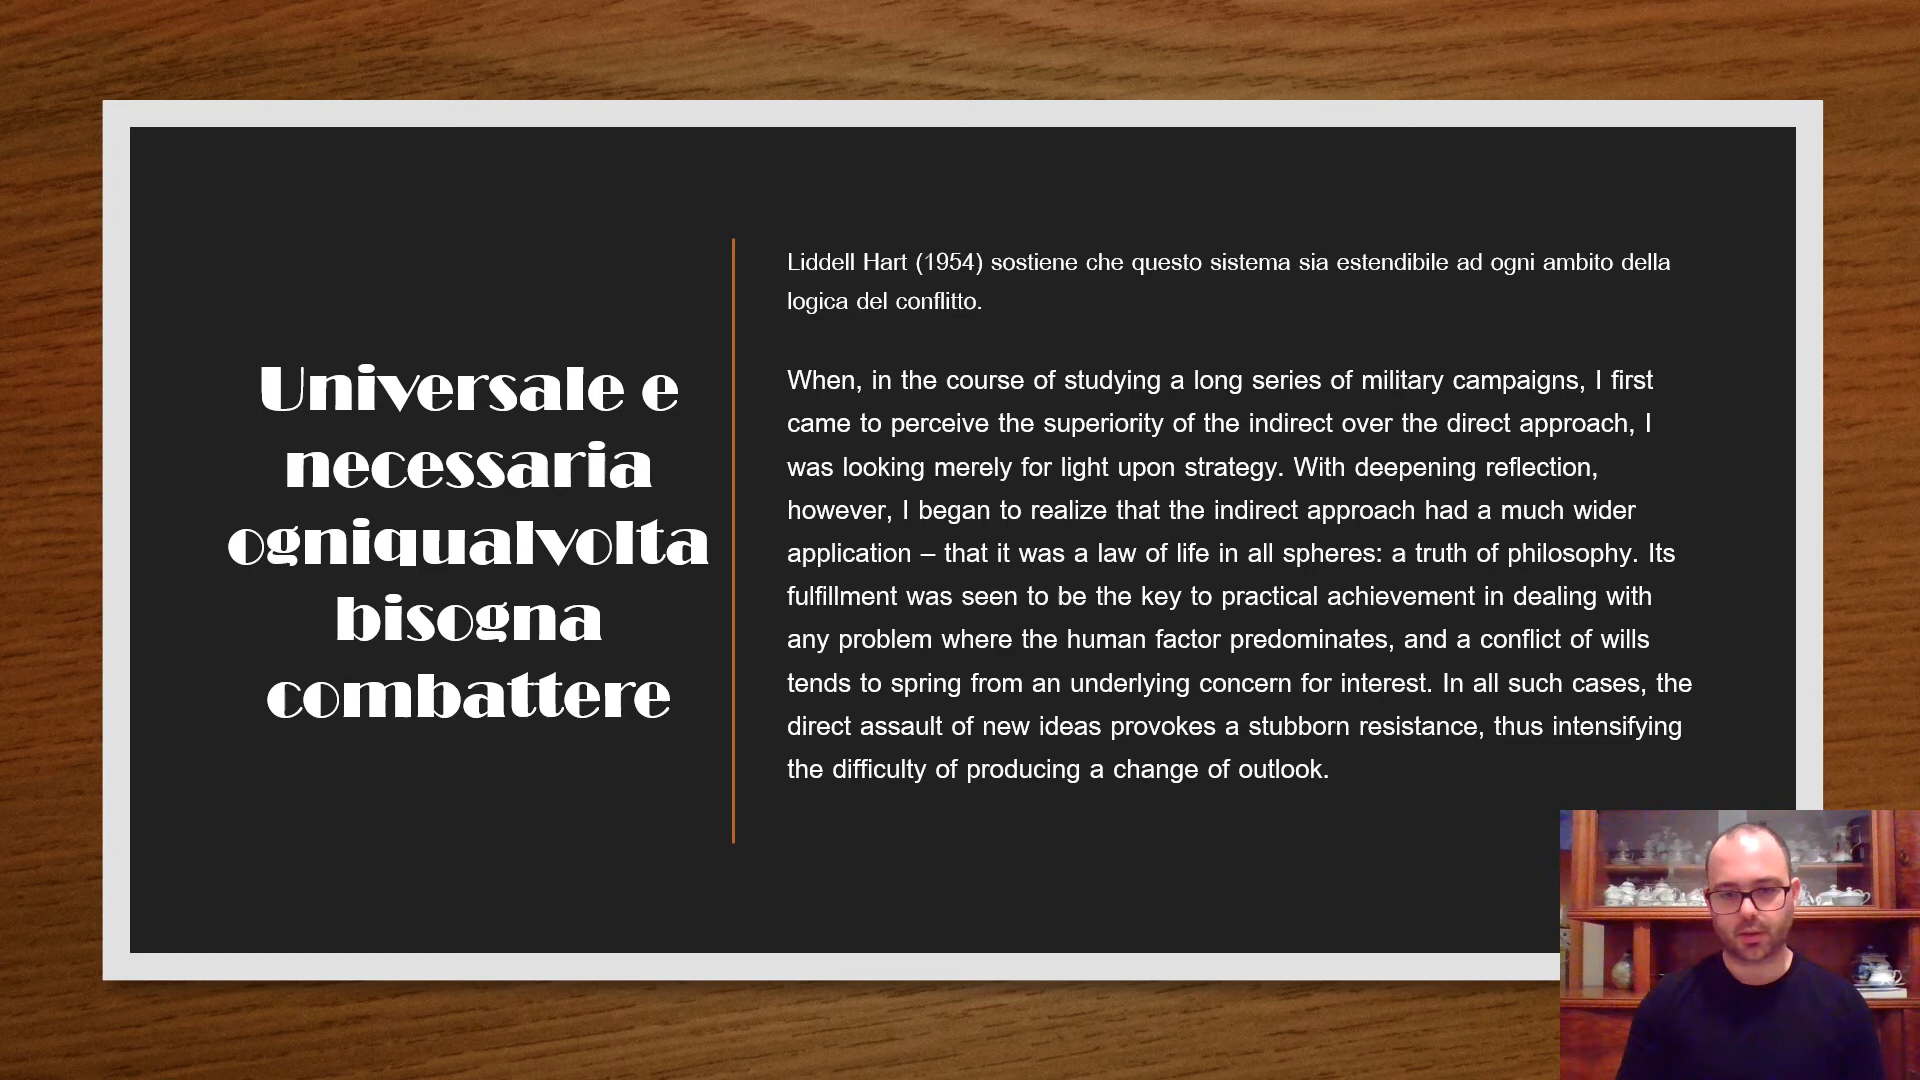 Universale e
necessaria
ogniqualvolta
bisogna
combattere
Liddell Hart (1954) sostiene che questo sistema sia estendibile ad ogni ambito della
logica del conflitto.
When, in the course of studying a long series of military campaigns, I first
came to perceive the superiority of the indirect over the direct approach, I
was looking merely for light upon strategy. With deepening reflection,
however, I began to realize that the indirect approach had a much wider
application – that it was a law of life in all spheres: a truth of philosophy. Its
fulfillment was seen to be the key to practical achievement in dealing with
any problem where the human factor predominates, and a conflict of wills
tends to spring from an underlying concern for interest. In all such cases, the
direct assault of new ideas provokes a stubborn resistance, thus intensifying
the difficulty of producing a change of outlook.